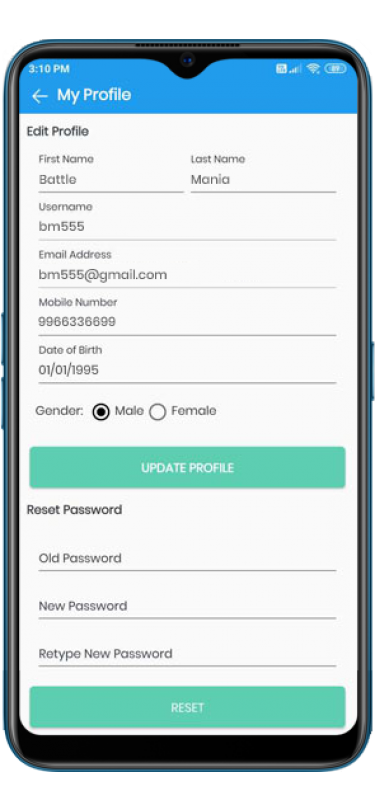 3:10 PM
← My Profile
Edit Profile
First Name Last Name
Battle Mania
Username
bm555
Email Address
bm555@gmail.com
Mobile Number
9966336699
Date of Birth
01/01/1995
Gender: Male Female
UPDATE PROFILE
Reset Password
Old Password
New Password
Retype New Password
RESET